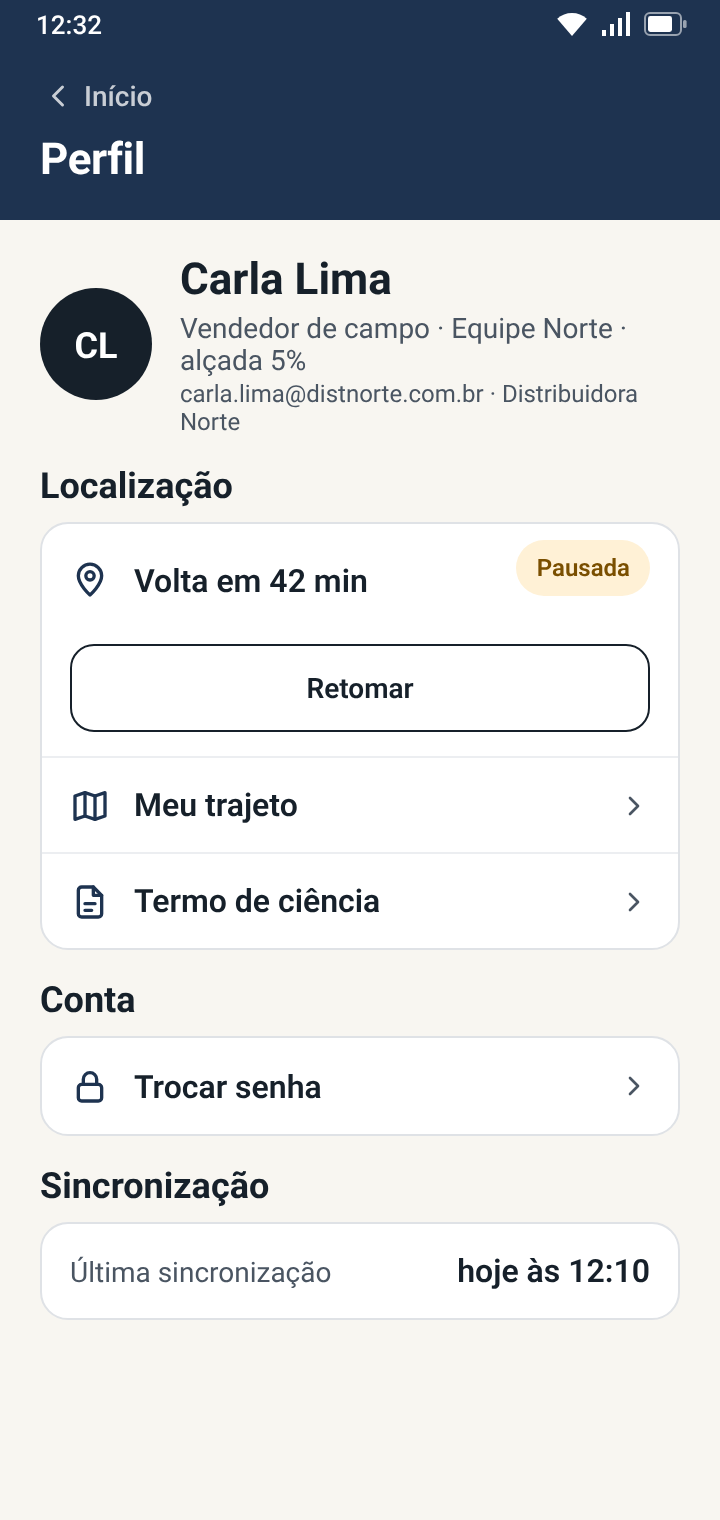 12:32
Início
Perfil
CL
Carla Lima
Vendedor de campo · Equipe Norte ·
alçada 5%
carla.lima@distnorte.com.br · Distribuidora
Norte
Localização
Volta em 42 min
Pausada
Retomar
Meu trajeto
Termo de ciência
Conta
Trocar senha
Sincronização
Última sincronização
hoje às 12:10